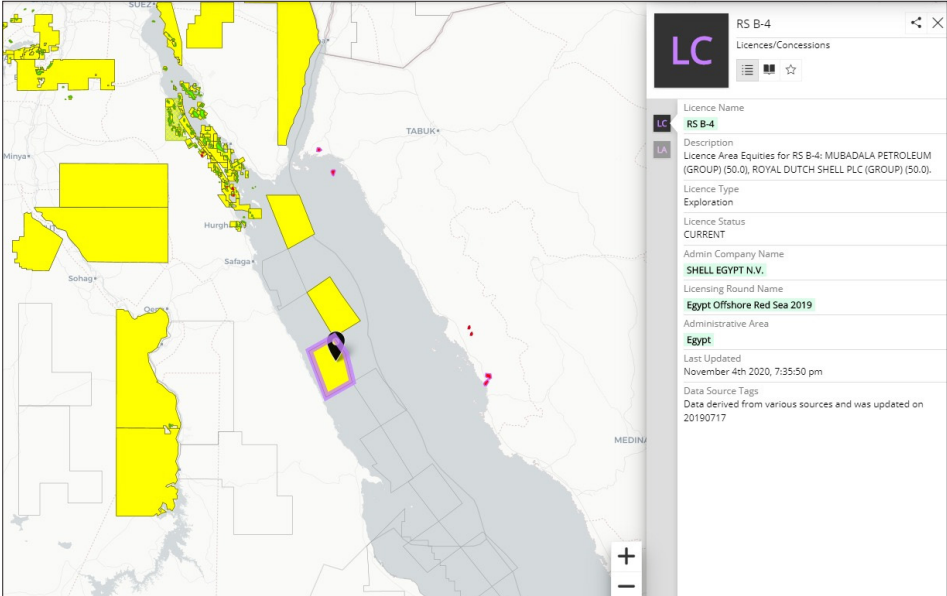 SUEZ
TABUK
Minya
Hurgh
Safaga
Sohag
MEDINA
+
−
LC
RS B-4
Licences/Concessions
LC
LA
Licence Name
RS B-4
Description
Licence Area Equities for RS B-4: MUBADALA PETROLEUM
(GROUP) (50.0), ROYAL DUTCH SHELL PLC (GROUP) (50.0).
Licence Type
Exploration
Licence Status
CURRENT
Admin Company Name
SHELL EGYPT N.V.
Licensing Round Name
Egypt Offshore Red Sea 2019
Administrative Area
Egypt
Last Updated
November 4th 2020, 7:35:50 pm
Data Source Tags
Data derived from various sources and was updated on
20190717